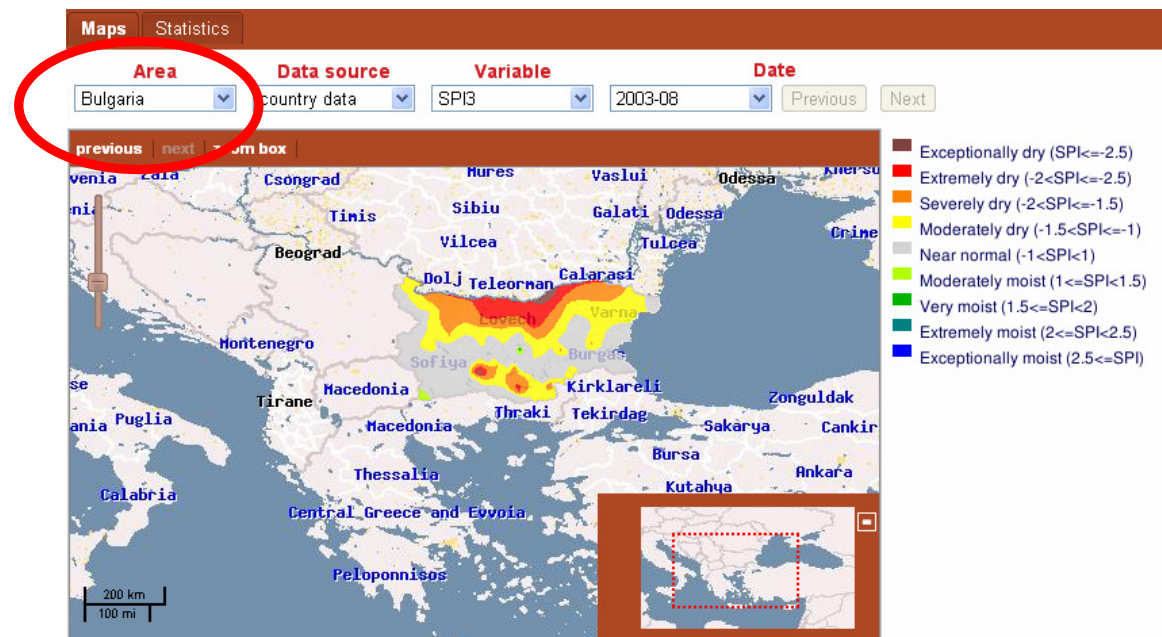 Maps Statistics
Area Data source Variable Date
Bulgaria country data SPI3 2003-08 Previous Next
previous next zoom box
Exceptionally dry (SPI<=-2.5)
Extremely dry (-2<SPI<=-2.5)
Severely dry (-2<SPI<=-1.5)
Moderately dry (-1.5<SPI<=-1)
Near normal (-1<SPI<1)
Moderately moist (1<=SPI<1.5)
Very moist (1.5<=SPI<2)
Extremely moist (2<=SPI<2.5)
Exceptionally moist (2.5<=SPI)
venia Zala Csongrad Mures Vaslui Odessa Kherso
Timis Sibiu Galati Odessa
Beograd Vilcea Tulcea Crime
Dolj Teleorman Calarasi
Lovech Varna
Montenegro Sofiya Burgas
se Tirane Macedonia Kirklareli Zonguldak
ania Puglia Macedonia Thraki Tekirdag Sakarya Cankir
Thessalia Bursa Ankara
Calabria Kutahya
Central Greece and Evvoia
Peloponnisos
200 km
100 mi